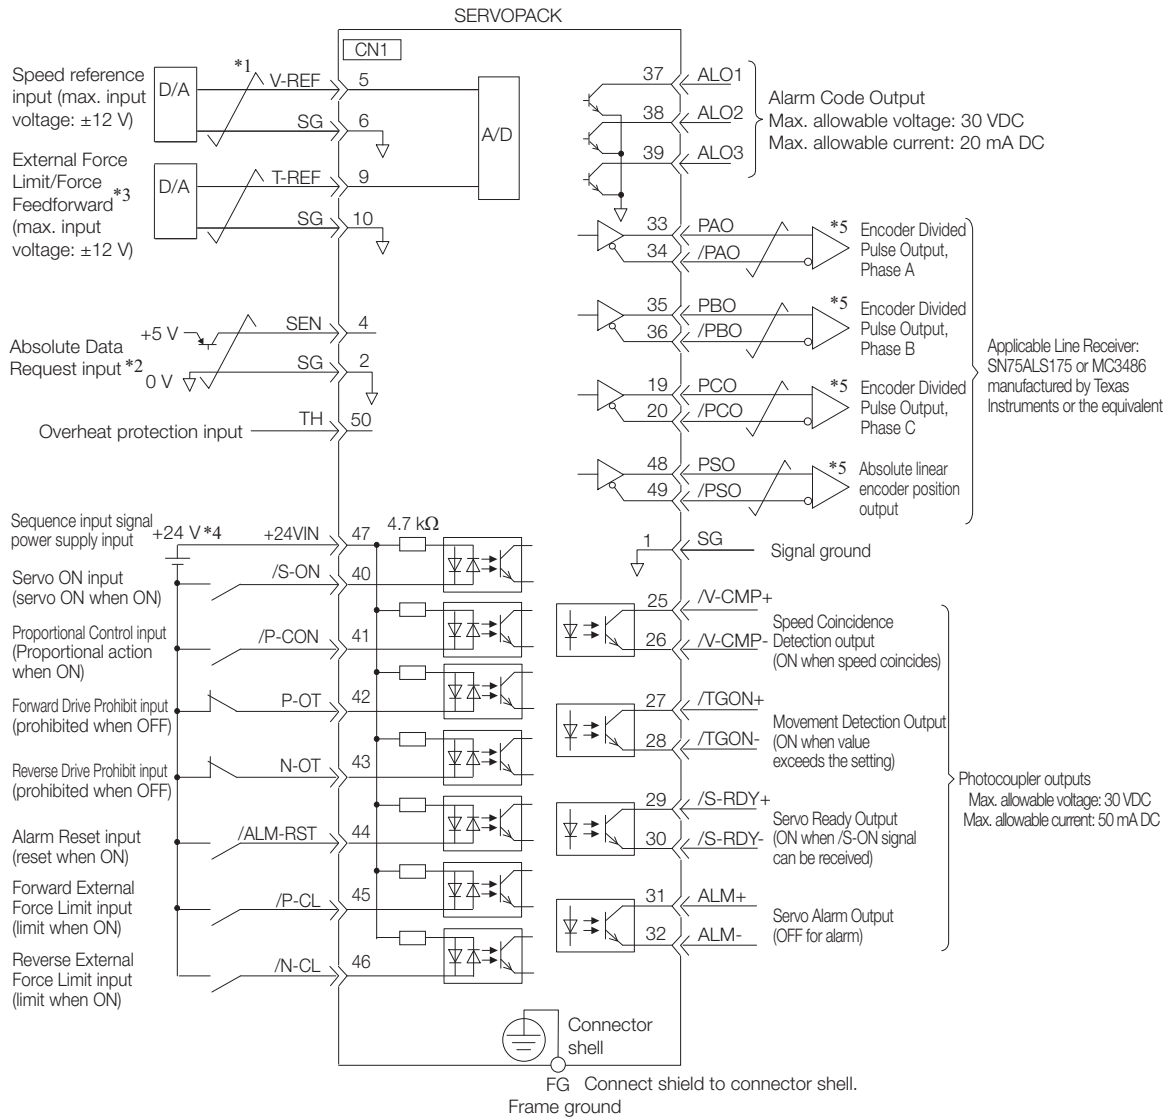 SERVOPACK
CN1
Speed reference
input (max. input
voltage: ±12 V)
D/A
*1
V-REF
5
SG
6
A/D
External Force
Limit/Force
Feedforward*3
(max. input
voltage: ±12 V)
D/A
T-REF
9
SG
10
Absolute Data
Request input *2
+5 V
0 V
SEN
4
SG
2
Overheat protection input
TH
50
Sequence input signal
power supply input
+24 V*4
+24VIN
47
4.7 kΩ
Servo ON input
(servo ON when ON)
/S-ON
40
Proportional Control input
(Proportional action
when ON)
/P-CON
41
Forward Drive Prohibit input
(prohibited when OFF)
P-OT
42
Reverse Drive Prohibit input
(prohibited when OFF)
N-OT
43
Alarm Reset input
(reset when ON)
/ALM-RST
44
Forward External
Force Limit input
(limit when ON)
/P-CL
45
Reverse External
Force Limit input
(limit when ON)
/N-CL
46
37
ALO1
38
ALO2
39
ALO3
Alarm Code Output
Max. allowable voltage: 30 VDC
Max. allowable current: 20 mA DC
33
PAO
34
/PAO
*5
Encoder Divided
Pulse Output,
Phase A
35
PBO
36
/PBO
*5
Encoder Divided
Pulse Output,
Phase B
19
PCO
20
/PCO
*5
Encoder Divided
Pulse Output,
Phase C
48
PSO
49
/PSO
*5
Absolute linear
encoder position
output
Applicable Line Receiver:
SN75ALS175 or MC3486
manufactured by Texas
Instruments or the equivalent
1
SG
Signal ground
25
/V-CMP+
26
/V-CMP-
Speed Coincidence
Detection output
(ON when speed coincides)
27
/TGON+
28
/TGON-
Movement Detection Output
(ON when value
exceeds the setting)
29
/S-RDY+
30
/S-RDY-
Servo Ready Output
(ON when /S-ON signal
can be received)
31
ALM+
32
ALM-
Servo Alarm Output
(OFF for alarm)
Photocoupler outputs
Max. allowable voltage: 30 VDC
Max. allowable current: 50 mA DC
Connector
shell
FG
Connect shield to connector shell.
Frame ground